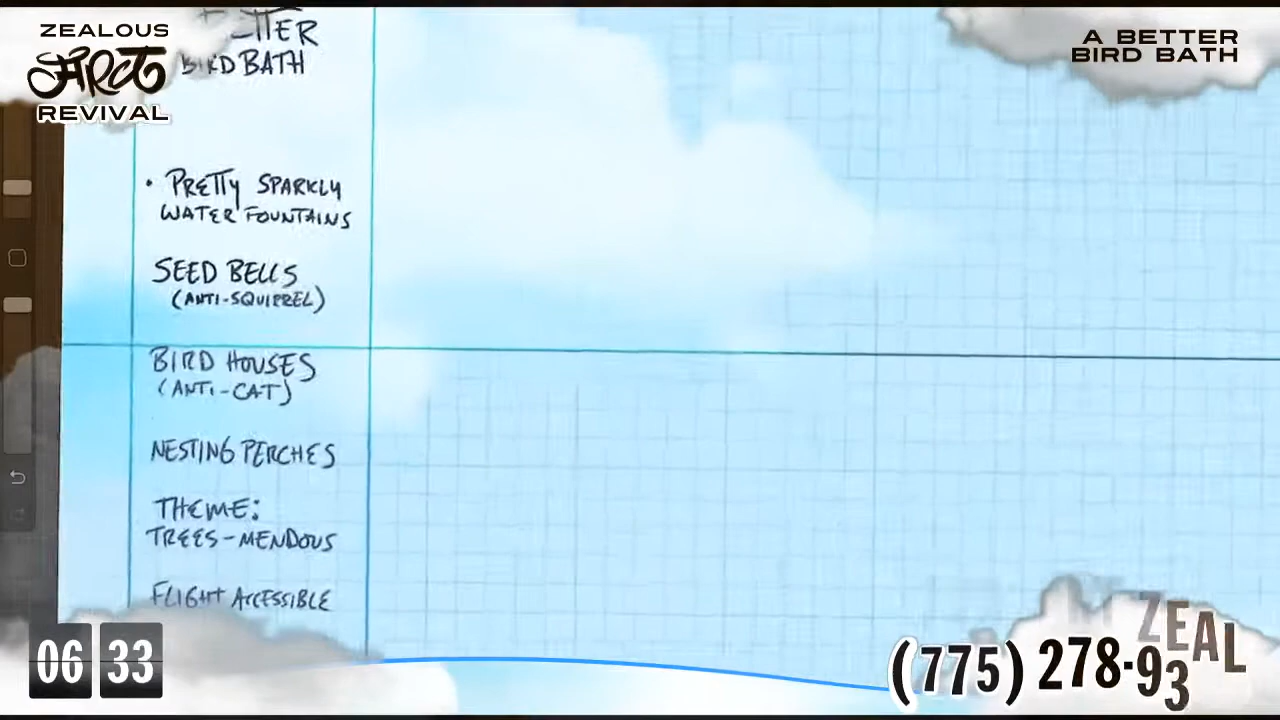 ZEALOUS
SPIRIT
REVIVAL
A BETTER
BIRD BATH
BIRD BATH
• PRETTY SPARKLY
WATER FOUNTAINS
SEED BELLS
(ANTI-SQUIRREL)
BIRD HOUSES
(ANTI-CAT)
NESTING PERCHES
THEME:
TREES-MENDOUS
FLIGHT ACCESSIBLE
06 33
(775) 278-93
ZEAL